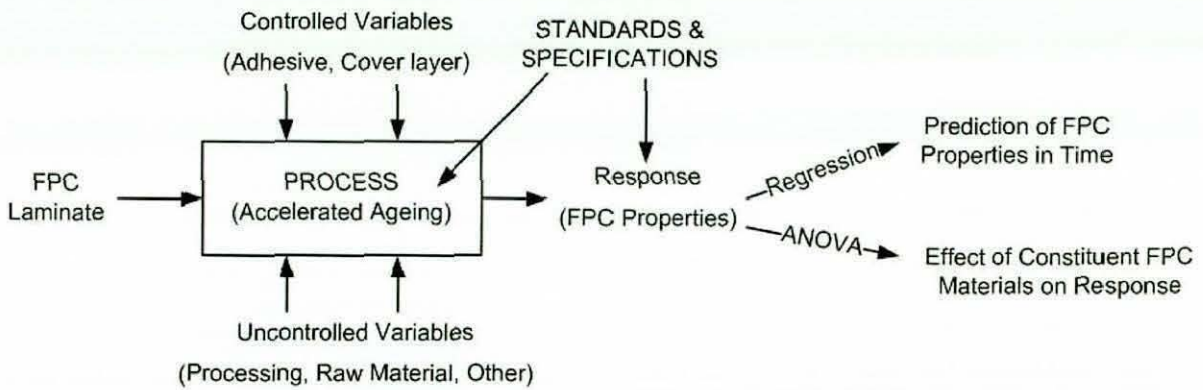 Controlled Variables
(Adhesive, Cover layer)
STANDARDS &
SPECIFICATIONS
FPC
Laminate
PROCESS
(Accelerated Ageing)
Response
(FPC Properties)
Regression
ANOVA
Prediction of FPC
Properties in Time
Effect of Constituent FPC
Materials on Response
Uncontrolled Variables
(Processing, Raw Material, Other)